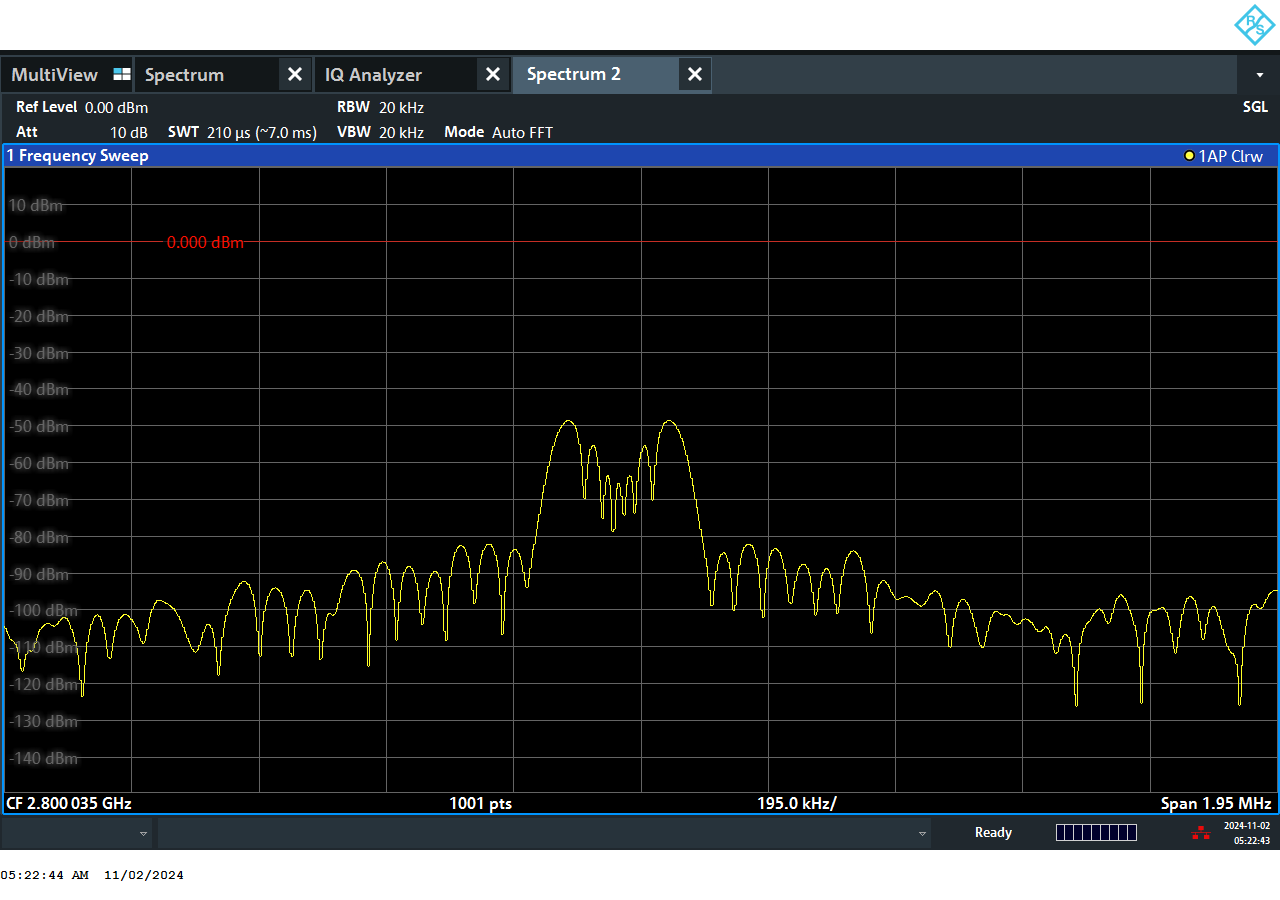 R S
MultiView Spectrum IQ Analyzer Spectrum 2
Ref Level 0.00 dBm RBW 20 kHz SGL
Att 10 dB SWT 210 µs (~7.0 ms) VBW 20 kHz Mode Auto FFT
1 Frequency Sweep 1AP Clrw
10 dBm
0 dBm 0.000 dBm
-10 dBm
-20 dBm
-30 dBm
-40 dBm
-50 dBm
-60 dBm
-70 dBm
-80 dBm
-90 dBm
-100 dBm
-110 dBm
-120 dBm
-130 dBm
-140 dBm
CF 2.800 035 GHz 1001 pts 195.0 kHz/ Span 1.95 MHz
Ready 2024-11-02
05:22:43
05:22:44 AM 11/02/2024